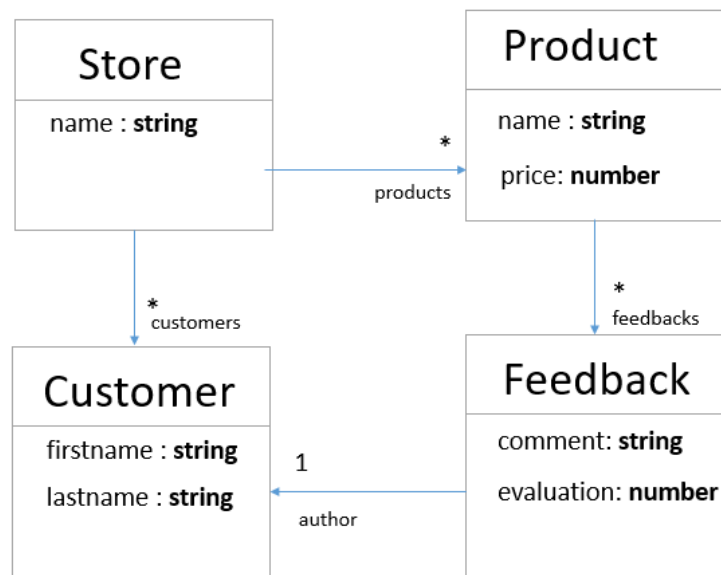 Store
name : string
Product
name : string
price: number
*
products
*
customers
*
feedbacks
Customer
firstname : string
lastname : string
1
author
Feedback
comment: string
evaluation: number